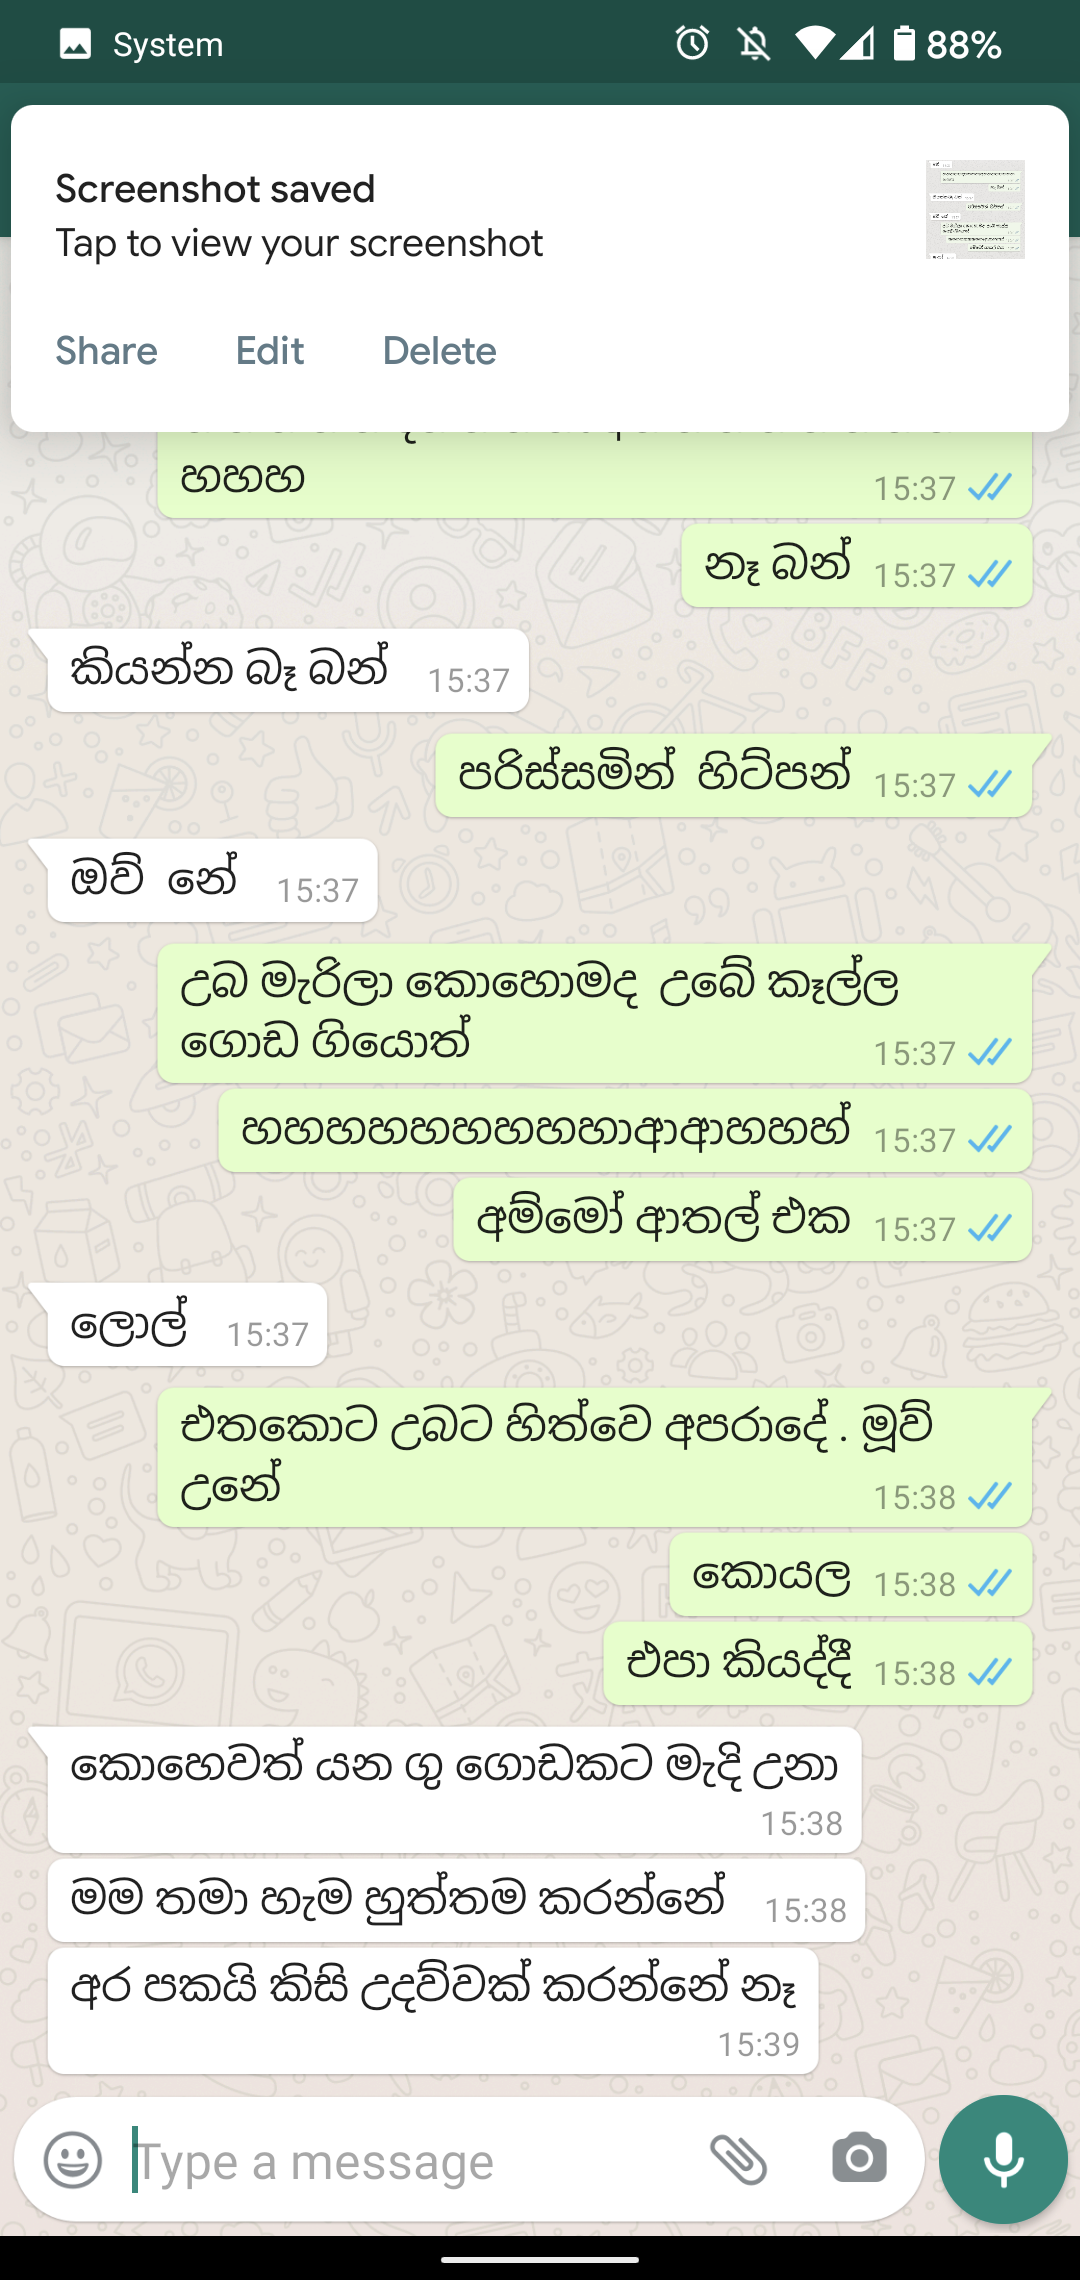 System
88%
Screenshot saved
Tap to view your screenshot
Share Edit Delete
හහහ
15:37
නෑ බන් 15:37
කියන්න බෑ බන් 15:37
පරිස්සමින් හිටපන් 15:37
ඔව් නේ 15:37
උබ මැරිලා කොහොමද උබේ කෑල්ල
ගොඩ ගියොත් 15:37
හහහහහහහහහාආආහහහ් 15:37
අම්මෝ ආතල් එක 15:37
ලොල් 15:37
එතකොට උබට හිත්වෙ අපරාදේ . මූව්
උනේ 15:38
කොයල 15:38
එපා කියද්දී 15:38
කොහෙවත් යන ගු ගොඩකට මැදි උනා
15:38
මම තමා හැම හුත්තම කරන්නේ 15:38
අර පකයි කිසි උදව්වක් කරන්නේ නෑ
15:39
Type a message